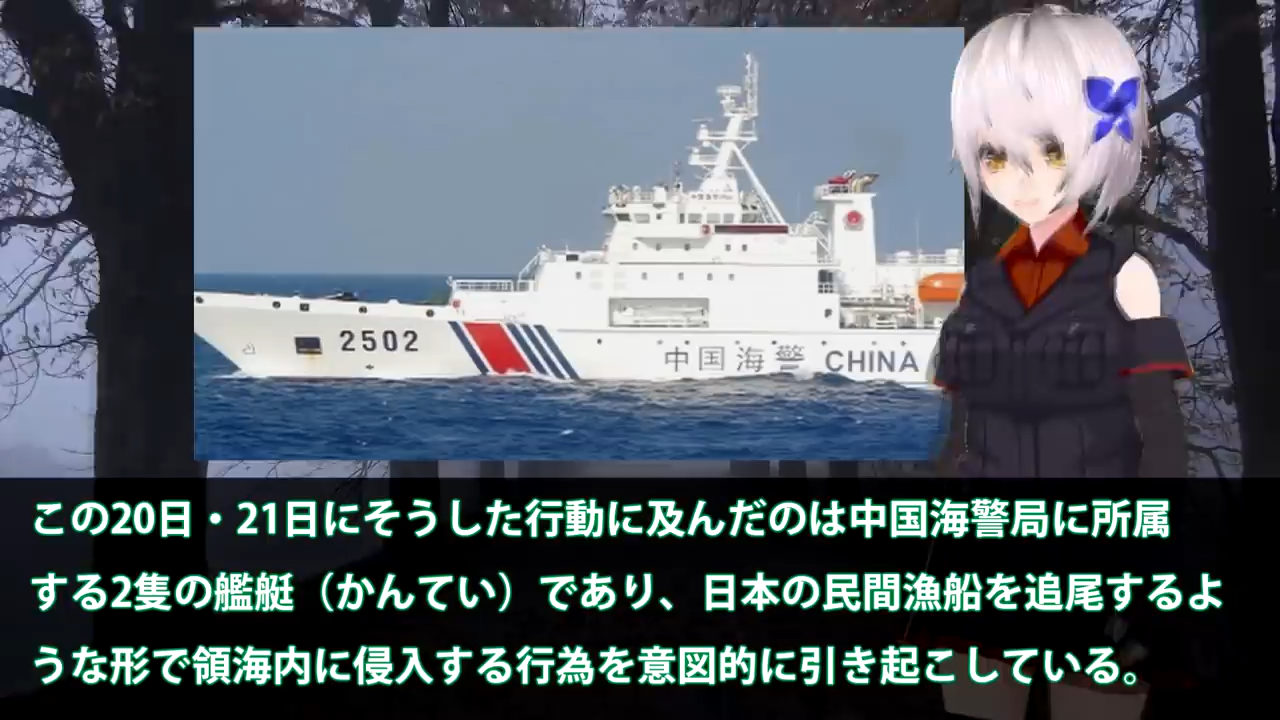 2502
中国海警 CHINA
この20日・21日にそうした行動に及んだのは中国海警局に所属
する2隻の艦艇（かんてい）であり、日本の民間漁船を追尾するよ
うな形で領海内に侵入する行為を意図的に引き起こしている。